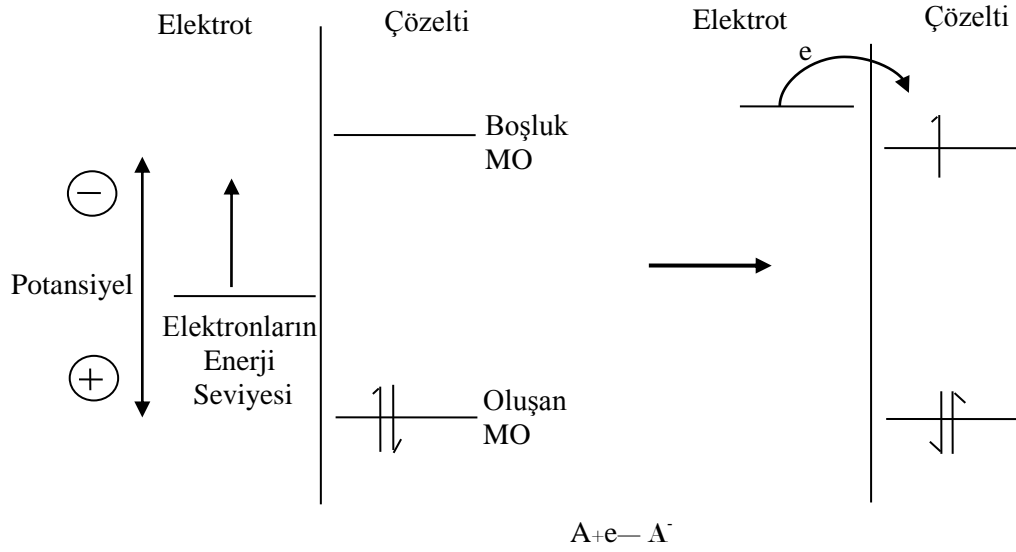 Elektrot
Çözelti
Boşluk
MO
−
Potansiyel
+
Elektronların
Enerji
Seviyesi
Oluşan
MO
Elektrot
Çözelti
e
A+e— A⁻